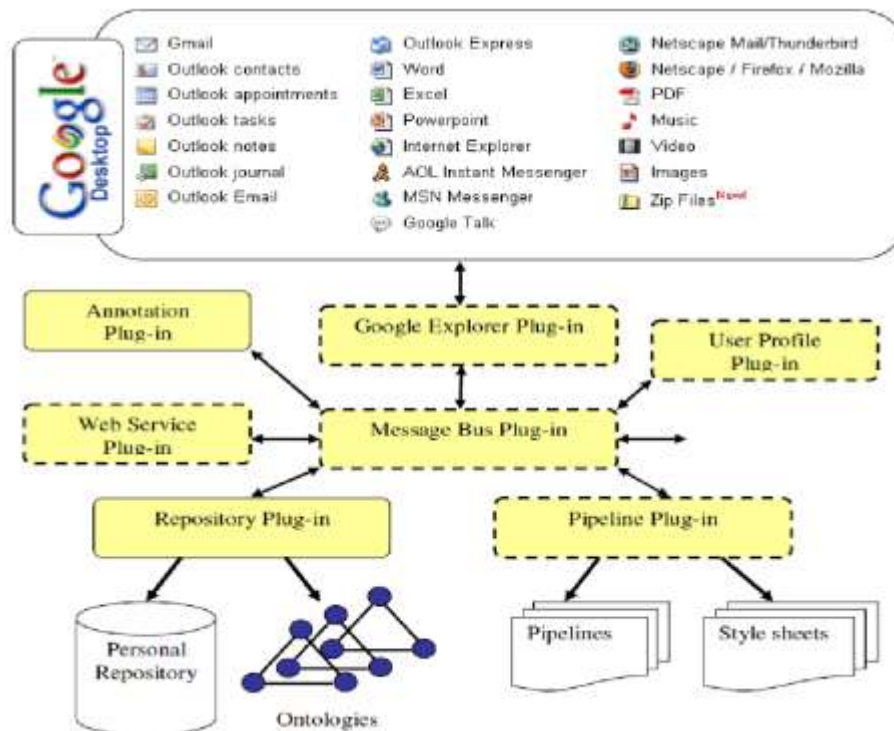 Google
Desktop
Gmail
Outlook contacts
Outlook appointments
Outlook tasks
Outlook notes
Outlook journal
Outlook Email
Outlook Express
Word
Excel
Powerpoint
Internet Explorer
AOL Instant Messenger
MSN Messenger
Google Talk
Netscape Mail/Thunderbird
Netscape / Firefox / Mozilla
PDF
Music
Video
Images
Zip Files New!
Annotation
Plug-in
Google Explorer Plug-in
User Profile
Plug-in
Web Service
Plug-in
Message Bus Plug-in
Repository Plug-in
Pipeline Plug-in
Personal
Repository
Ontologies
Pipelines
Style sheets